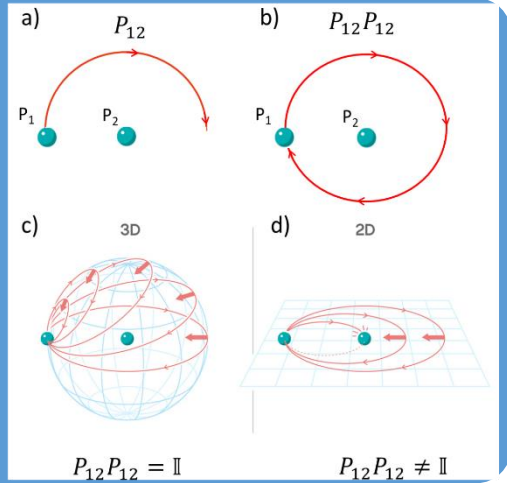 a)
P₁₂
P₁
P₂
b)
P₁₂P₁₂
P₁
P₂
c)
3D
d)
2D
P₁₂P₁₂ = 𝕀
P₁₂P₁₂ ≠ 𝕀